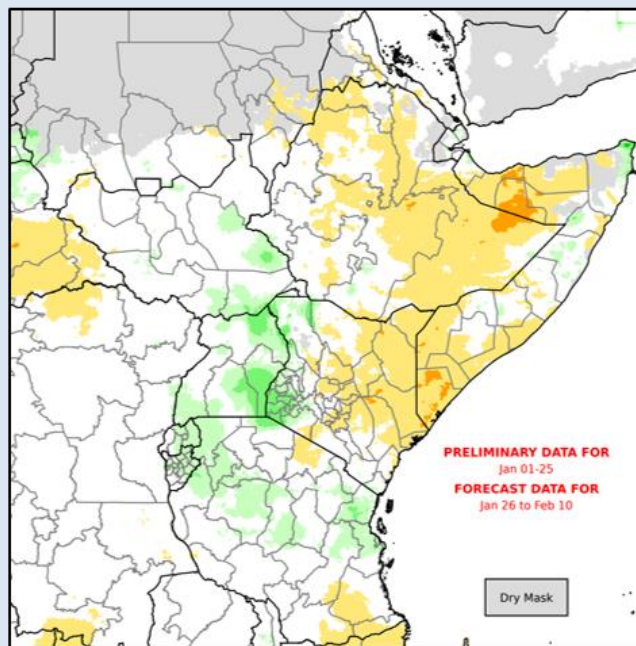 PRELIMINARY DATA FOR
Jan 01-25
FORECAST DATA FOR
Jan 26 to Feb 10
Dry Mask